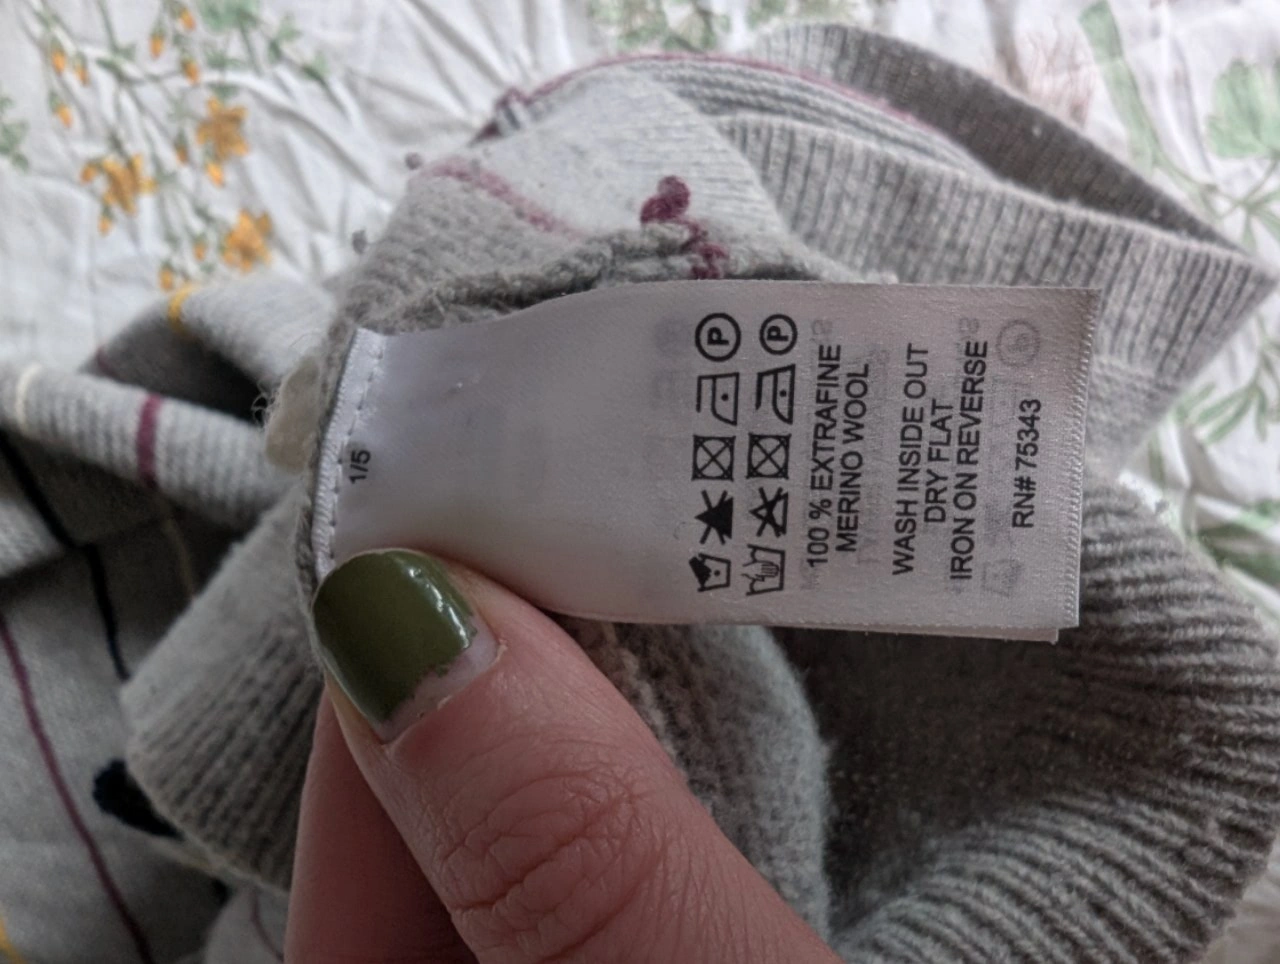 Ⓟ
Ⓟ
100 % EXTRAFINE
MERINO WOOL
WASH INSIDE OUT
DRY FLAT
IRON ON REVERSE
RN# 75343
1/5